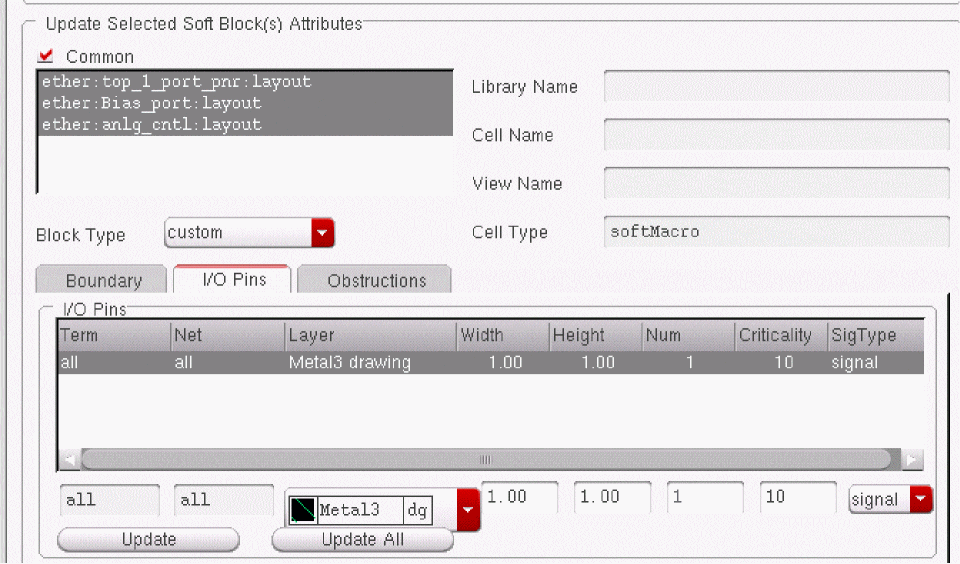 Update Selected Soft Block(s) Attributes
Common
ether:top_1_port_pnr:layout
ether:Bias_port:layout
ether:anlg_cntl:layout
Library Name
Cell Name
View Name
Block Type custom
Cell Type softMacro
Boundary I/O Pins Obstructions
I/O Pins
Term Net Layer Width Height Num Criticality SigType
all all Metal3 drawing 1.00 1.00 1 10 signal
all all Metal3 dg 1.00 1.00 1 10 signal
Update Update All